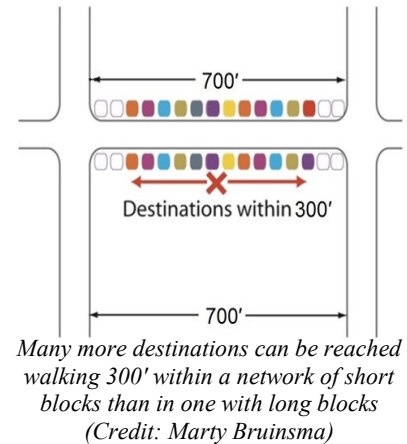 700′
Destinations within 300′
700′
Many more destinations can be reached
walking 300' within a network of short
blocks than in one with long blocks
(Credit: Marty Bruinsma)